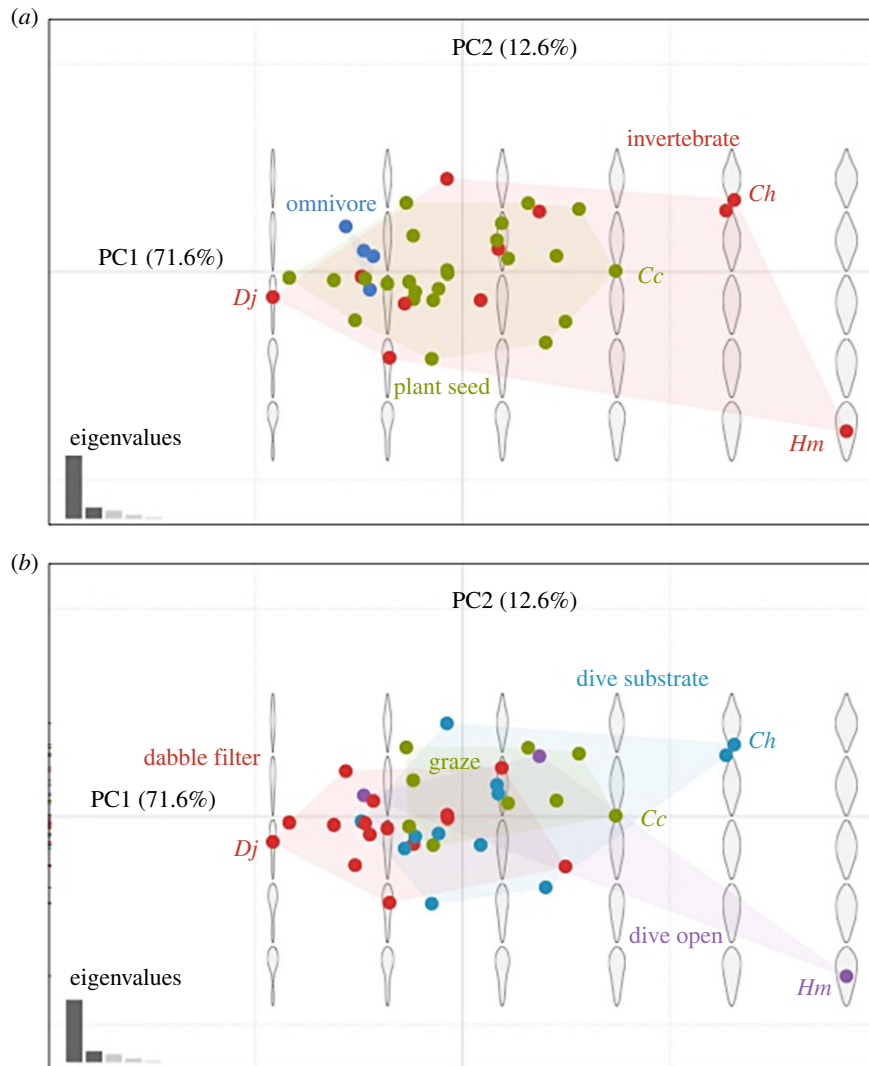 (a)
PC2 (12.6%)
invertebrate
omnivore
Ch
PC1 (71.6%)
Cc
Dj
plant seed
eigenvalues
Hm
(b)
PC2 (12.6%)
dive substrate
Ch
dabble filter
graze
PC1 (71.6%)
Cc
Dj
dive open
eigenvalues
Hm